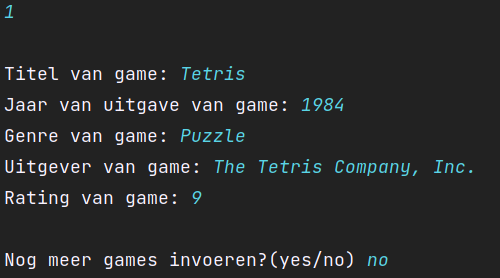 1
Titel van game: Tetris
Jaar van uitgave van game: 1984
Genre van game: Puzzle
Uitgever van game: The Tetris Company, Inc.
Rating van game: 9
Nog meer games invoeren?(yes/no) no